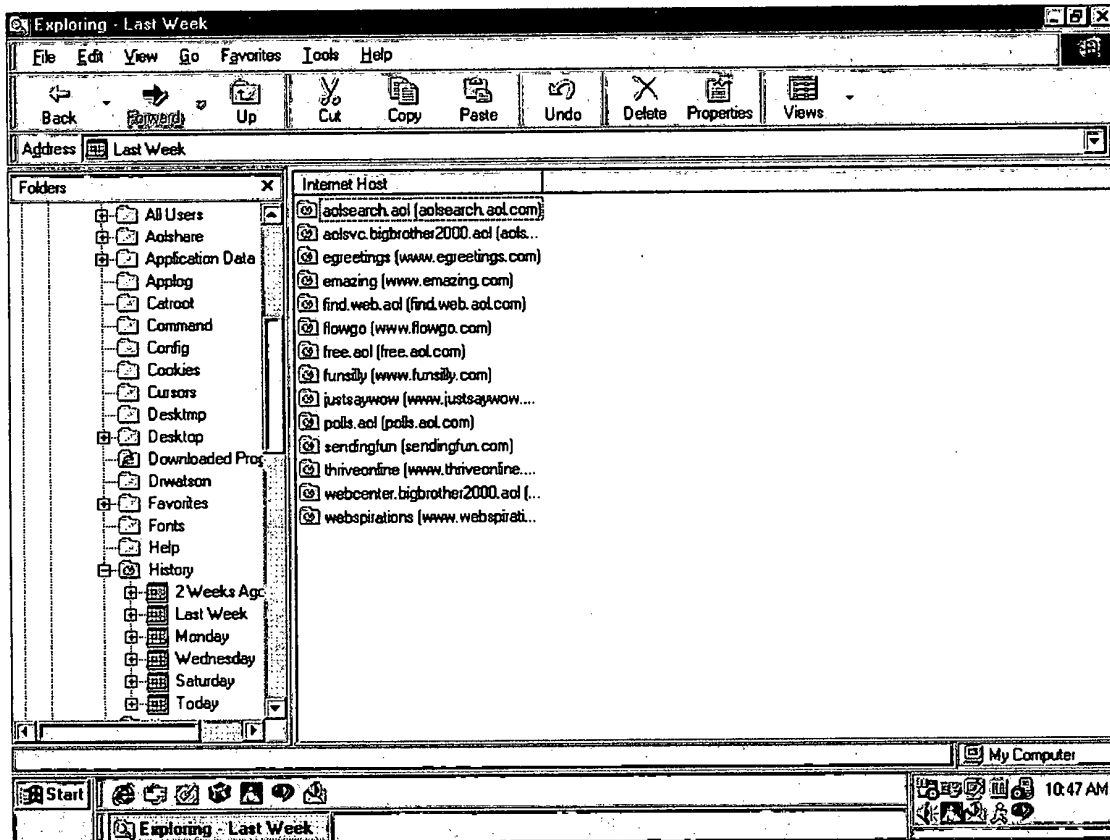 Exploring - Last Week
File Edit View Go Favorites Tools Help
Back Forward Up Cut Copy Paste Undo Delete Properties Views
Address Last Week
Folders
All Users
Aolshare
Application Data
Applog
Catroot
Command
Config
Cookies
Cursors
Desktmp
Desktop
Downloaded Prog
Drwatson
Favorites
Fonts
Help
History
2 Weeks Ago
Last Week
Monday
Wednesday
Saturday
Today
Internet Host
aolsearch.aol (aolsearch.aol.com)
aolsvc.bigbrother2000.aol (aols...
egreetings (www.egreetings.com)
emazing (www.emazing.com)
find.web.aol (find.web.aol.com)
flowgo (www.flowgo.com)
free.aol (free.aol.com)
funsilly (www.funsilly.com)
justsaywow (www.justsaywow....
polls.aol (polls.aol.com)
sendingfun (sendingfun.com)
thriveonline (www.thriveonline....
webcenter.bigbrother2000.aol (...
webspirations (www.webspirati...
My Computer
Start 10:47 AM
Exploring - Last Week